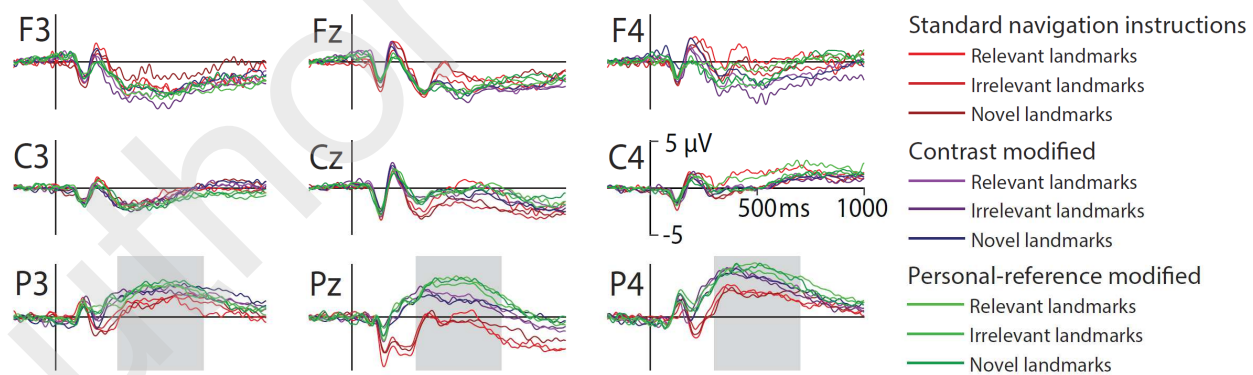 F3
Fz
F4
Standard navigation instructions
Relevant landmarks
Irrelevant landmarks
Novel landmarks
C3
Cz
C4
5 µV
500ms
1000
-5
Contrast modified
Relevant landmarks
Irrelevant landmarks
Novel landmarks
P3
Pz
P4
Personal-reference modified
Relevant landmarks
Irrelevant landmarks
Novel landmarks
uthor